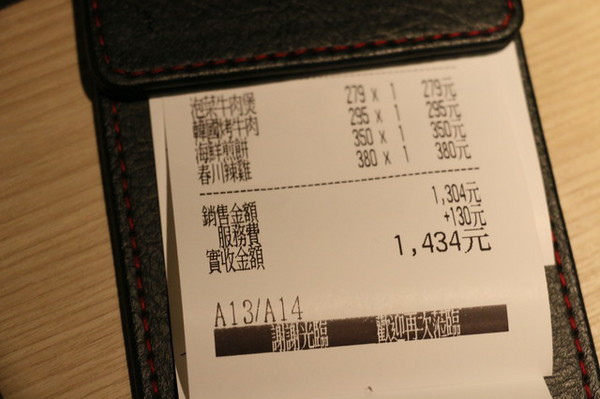 泡菜牛肉煲 279 x 1 279元
韓國烤牛肉 295 x 1 295元
海鮮煎餅 350 x 1 350元
春川辣雞 380 x 1 380元
銷售金額 1,304元
服務費 +130元
實收金額 1,434元
A13/A14
謝謝光臨 歡迎再次蒞臨